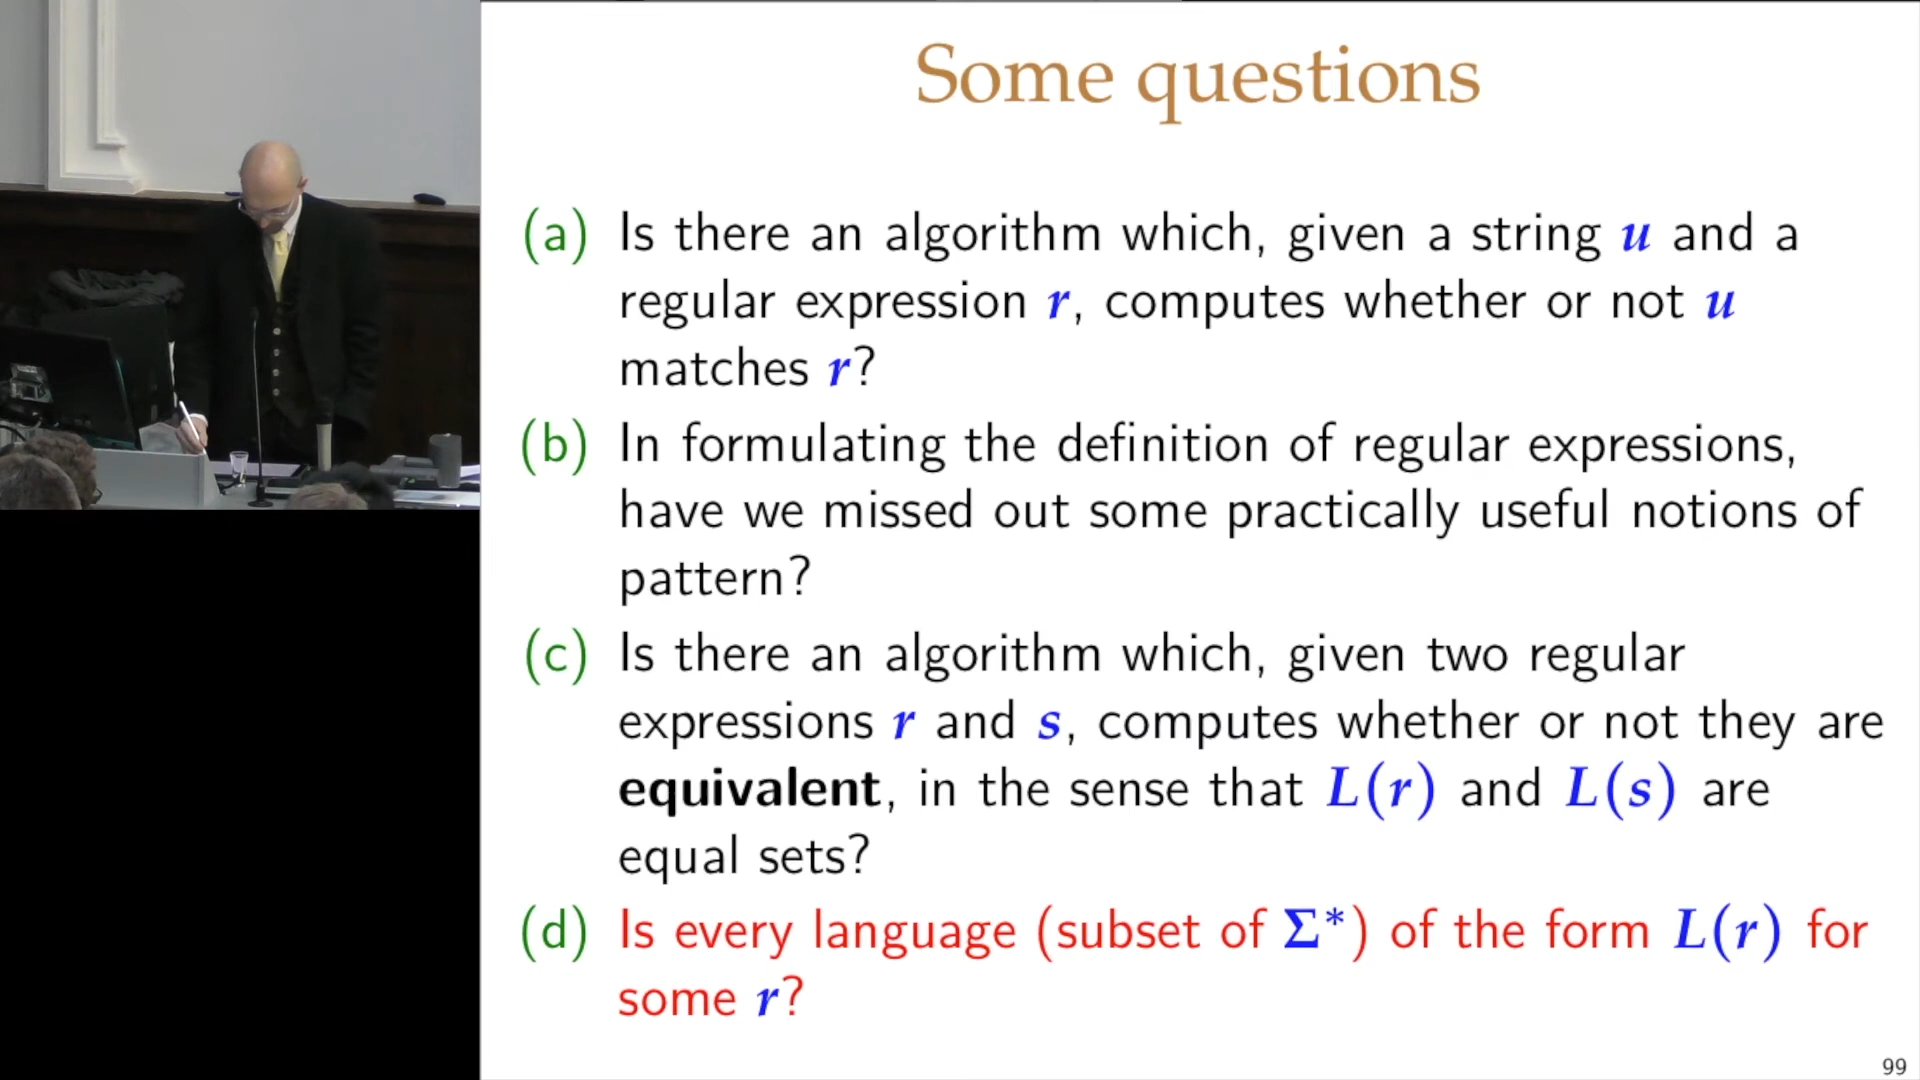 Some questions
(a) Is there an algorithm which, given a string u and a
regular expression r, computes whether or not u
matches r?
(b) In formulating the definition of regular expressions,
have we missed out some practically useful notions of
pattern?
(c) Is there an algorithm which, given two regular
expressions r and s, computes whether or not they are
equivalent, in the sense that L(r) and L(s) are
equal sets?
(d) Is every language (subset of Σ*) of the form L(r) for
some r?
99